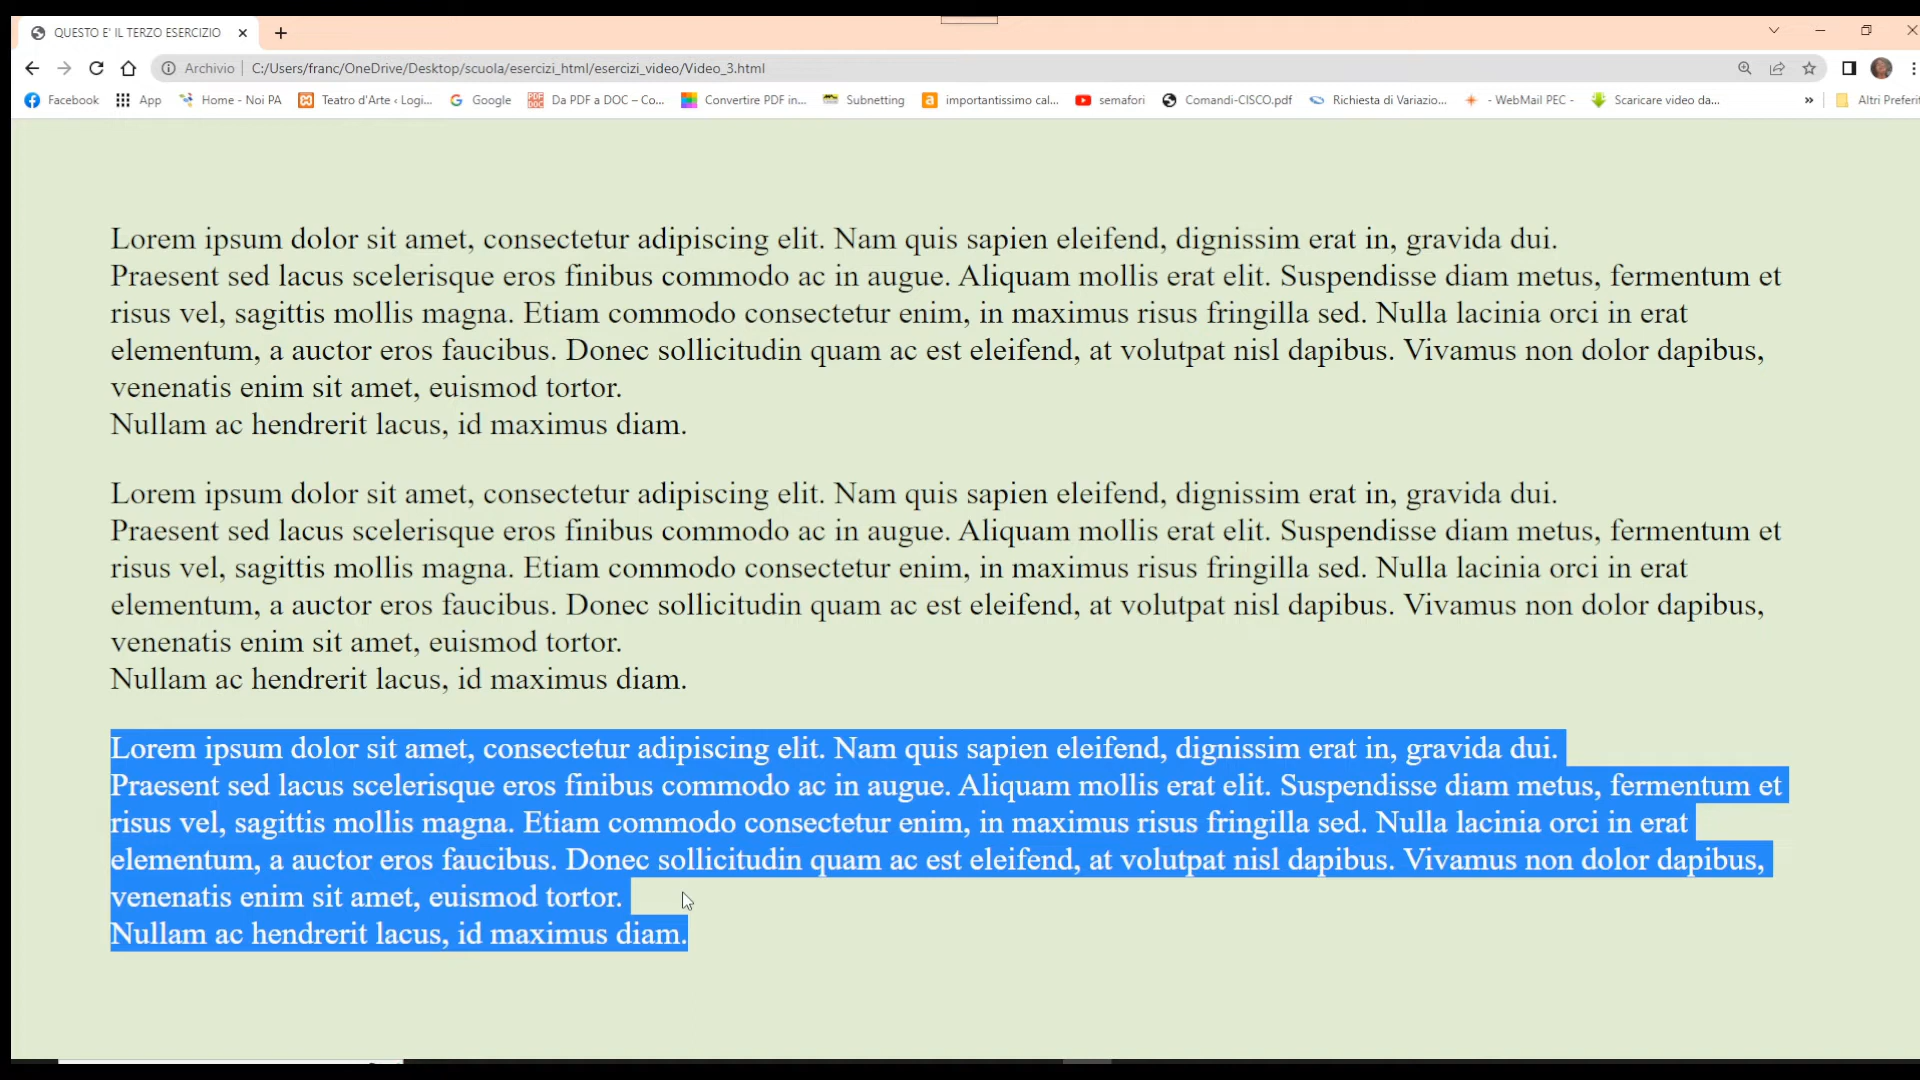 QUESTO E' IL TERZO ESERCIZIO
Archivio C:/Users/franc/OneDrive/Desktop/scuola/esercizi_html/esercizi_video/Video_3.html
Facebook App Home - Noi PA Teatro d'Arte ‹ Logi... Google Da PDF a DOC – Co... Convertire PDF in... Subnetting importantissimo cal... semafori Comandi-CISCO.pdf Richiesta di Variazio... - WebMail PEC - Scaricare video da... » Altri Preferit
Lorem ipsum dolor sit amet, consectetur adipiscing elit. Nam quis sapien eleifend, dignissim erat in, gravida dui.
Praesent sed lacus scelerisque eros finibus commodo ac in augue. Aliquam mollis erat elit. Suspendisse diam metus, fermentum et
risus vel, sagittis mollis magna. Etiam commodo consectetur enim, in maximus risus fringilla sed. Nulla lacinia orci in erat
elementum, a auctor eros faucibus. Donec sollicitudin quam ac est eleifend, at volutpat nisl dapibus. Vivamus non dolor dapibus,
venenatis enim sit amet, euismod tortor.
Nullam ac hendrerit lacus, id maximus diam.
Lorem ipsum dolor sit amet, consectetur adipiscing elit. Nam quis sapien eleifend, dignissim erat in, gravida dui.
Praesent sed lacus scelerisque eros finibus commodo ac in augue. Aliquam mollis erat elit. Suspendisse diam metus, fermentum et
risus vel, sagittis mollis magna. Etiam commodo consectetur enim, in maximus risus fringilla sed. Nulla lacinia orci in erat
elementum, a auctor eros faucibus. Donec sollicitudin quam ac est eleifend, at volutpat nisl dapibus. Vivamus non dolor dapibus,
venenatis enim sit amet, euismod tortor.
Nullam ac hendrerit lacus, id maximus diam.
Lorem ipsum dolor sit amet, consectetur adipiscing elit. Nam quis sapien eleifend, dignissim erat in, gravida dui.
Praesent sed lacus scelerisque eros finibus commodo ac in augue. Aliquam mollis erat elit. Suspendisse diam metus, fermentum et
risus vel, sagittis mollis magna. Etiam commodo consectetur enim, in maximus risus fringilla sed. Nulla lacinia orci in erat
elementum, a auctor eros faucibus. Donec sollicitudin quam ac est eleifend, at volutpat nisl dapibus. Vivamus non dolor dapibus,
venenatis enim sit amet, euismod tortor.
Nullam ac hendrerit lacus, id maximus diam.